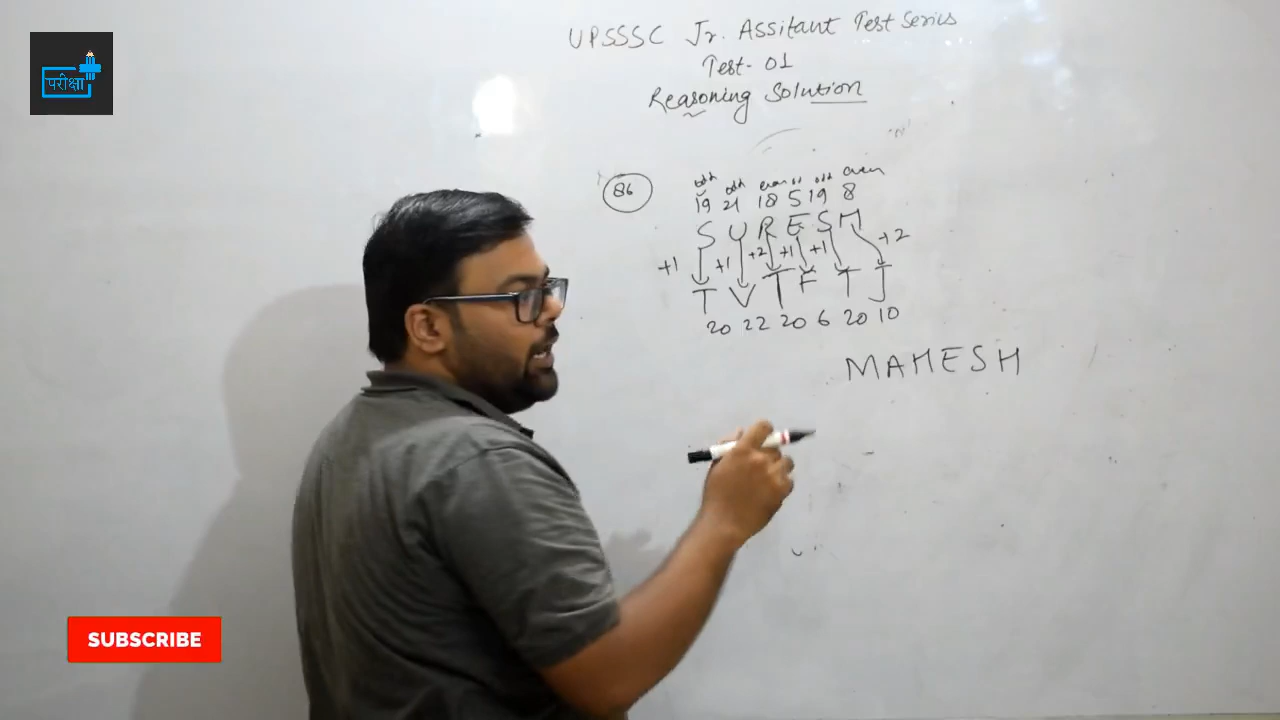 परीक्षा
UPSSSC Jr. Assitant Test Series
Test- 01
Reasoning Solution
86
odd odd even odd even
19 21 18 5 19 8
S U R E S H
+1 +1 +2 +1 +1 +2
T V T F T J
20 22 20 6 20 10
MAHESH
SUBSCRIBE